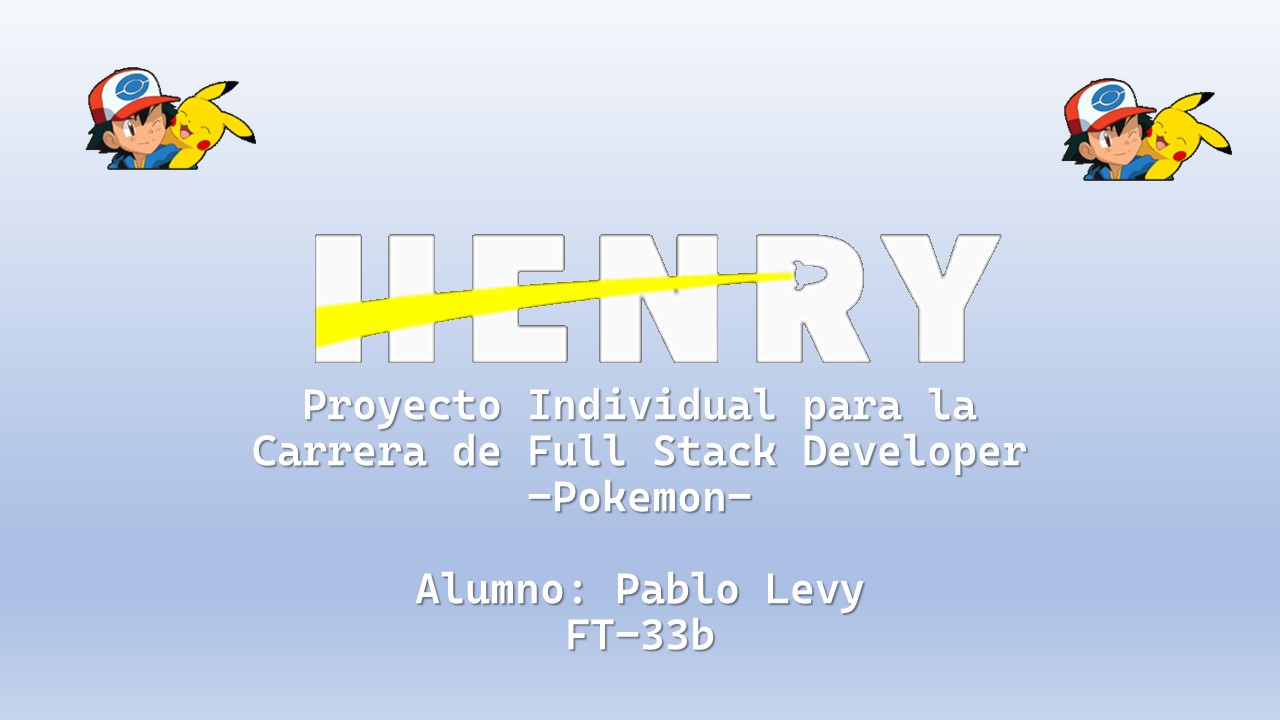 HENRY
Proyecto Individual para la
Carrera de Full Stack Developer
-Pokemon-
Alumno: Pablo Levy
FT-33b